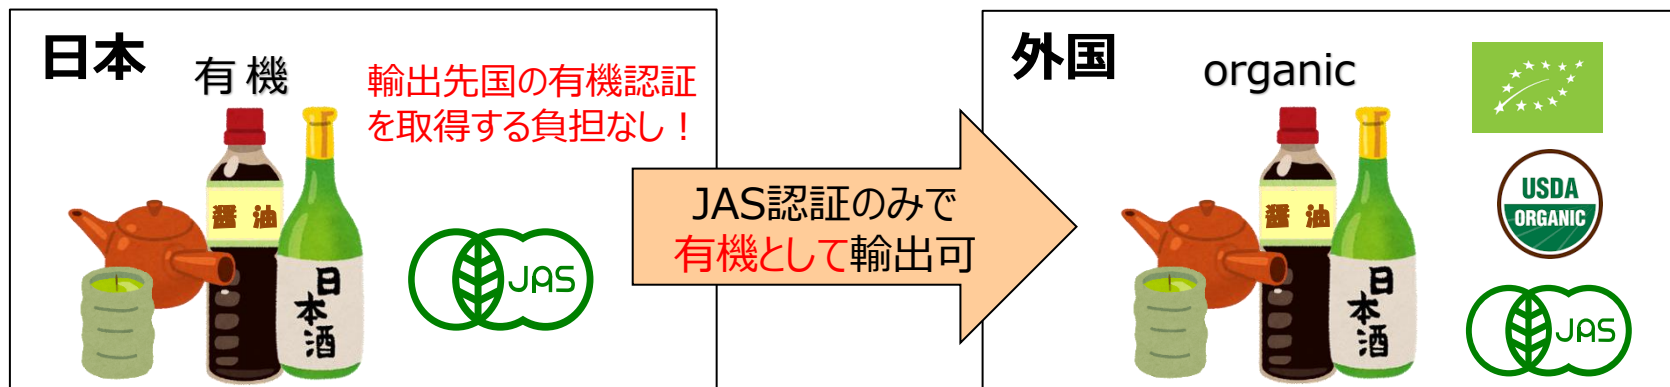 日本
有機
輸出先国の有機認証
を取得する負担なし！
醤油
日本酒
JAS
JAS認証のみで
有機として輸出可
外国
organic
醤油
日本酒
USDA
ORGANIC
JAS